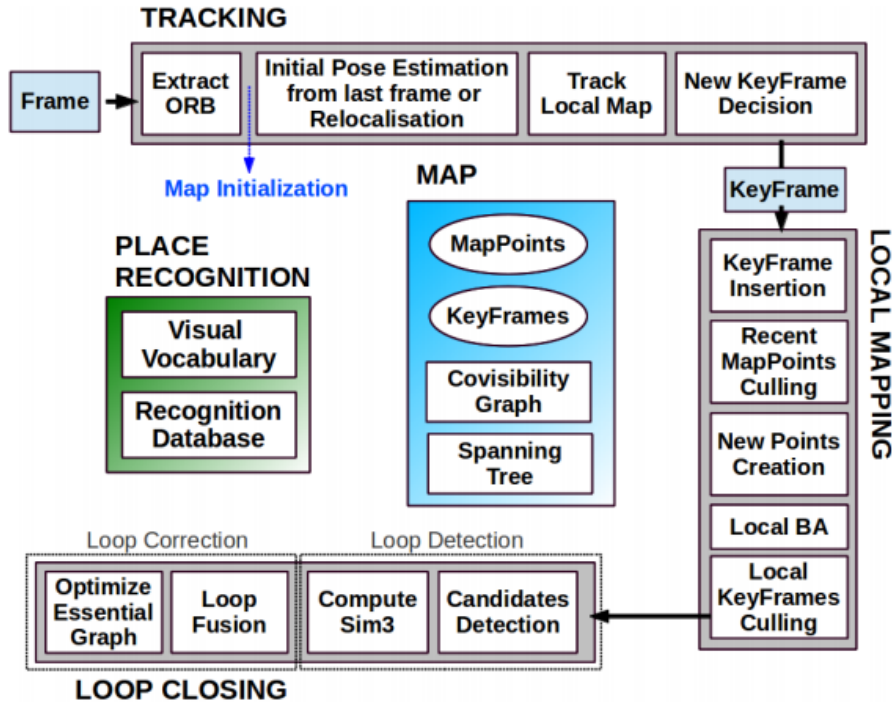 TRACKING
Frame
Extract
ORB
Initial Pose Estimation
from last frame or
Relocalisation
Track
Local Map
New KeyFrame
Decision
Map Initialization
KeyFrame
MAP
MapPoints
KeyFrames
Covisibility
Graph
Spanning
Tree
PLACE
RECOGNITION
Visual
Vocabulary
Recognition
Database
LOCAL MAPPING
KeyFrame
Insertion
Recent
MapPoints
Culling
New Points
Creation
Local BA
Local
KeyFrames
Culling
Loop Correction
Loop Detection
Optimize
Essential
Graph
Loop
Fusion
Compute
Sim3
Candidates
Detection
LOOP CLOSING